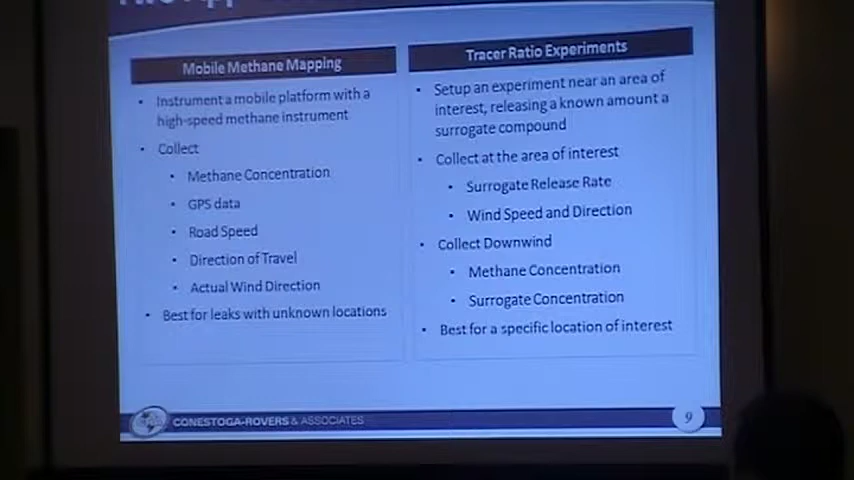 Mobile Methane Mapping
• Instrument a mobile platform with a
high-speed methane instrument
• Collect
• Methane Concentration
• GPS data
• Road Speed
• Direction of Travel
• Actual Wind Direction
• Best for leaks with unknown locations
Tracer Ratio Experiments
• Setup an experiment near an area of
interest, releasing a known amount a
surrogate compound
• Collect at the area of interest
• Surrogate Release Rate
• Wind Speed and Direction
• Collect Downwind
• Methane Concentration
• Surrogate Concentration
• Best for a specific location of interest
CONESTOGA-ROVERS & ASSOCIATES
9